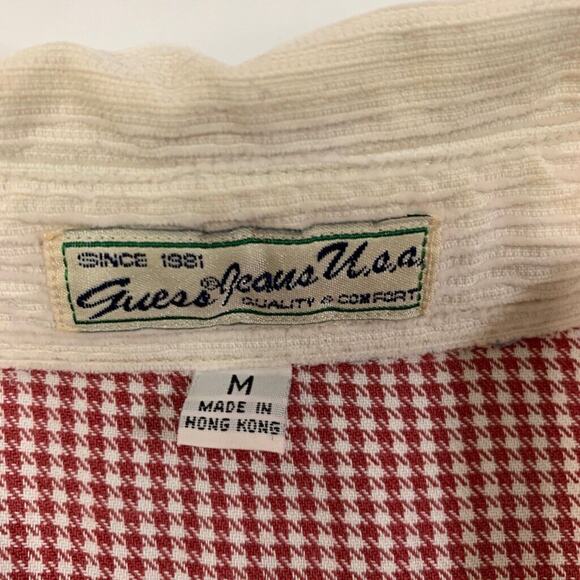 SINCE 1981
Guess Jeans U.s.a.
QUALITY & COMFORT
M
MADE IN
HONG KONG